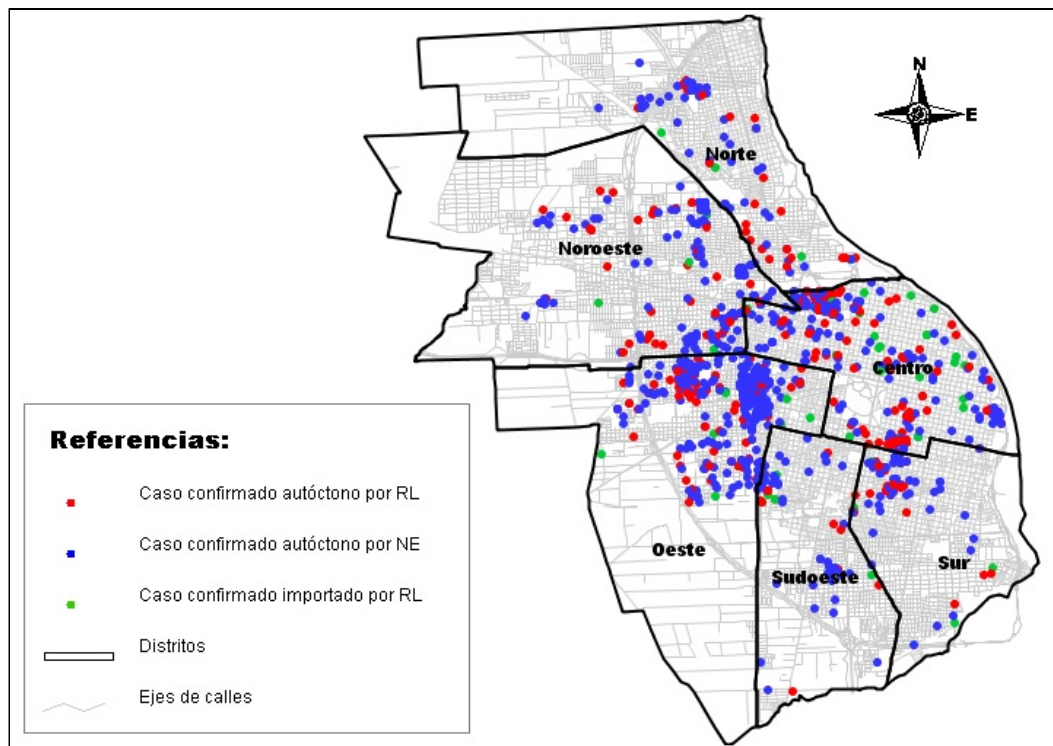 N
E
Norte
Noroeste
Centro
Oeste
Sudoeste
Sur
Referencias:
Caso confirmado autóctono por RL
Caso confirmado autóctono por NE
Caso confirmado importado por RL
Distritos
Ejes de calles